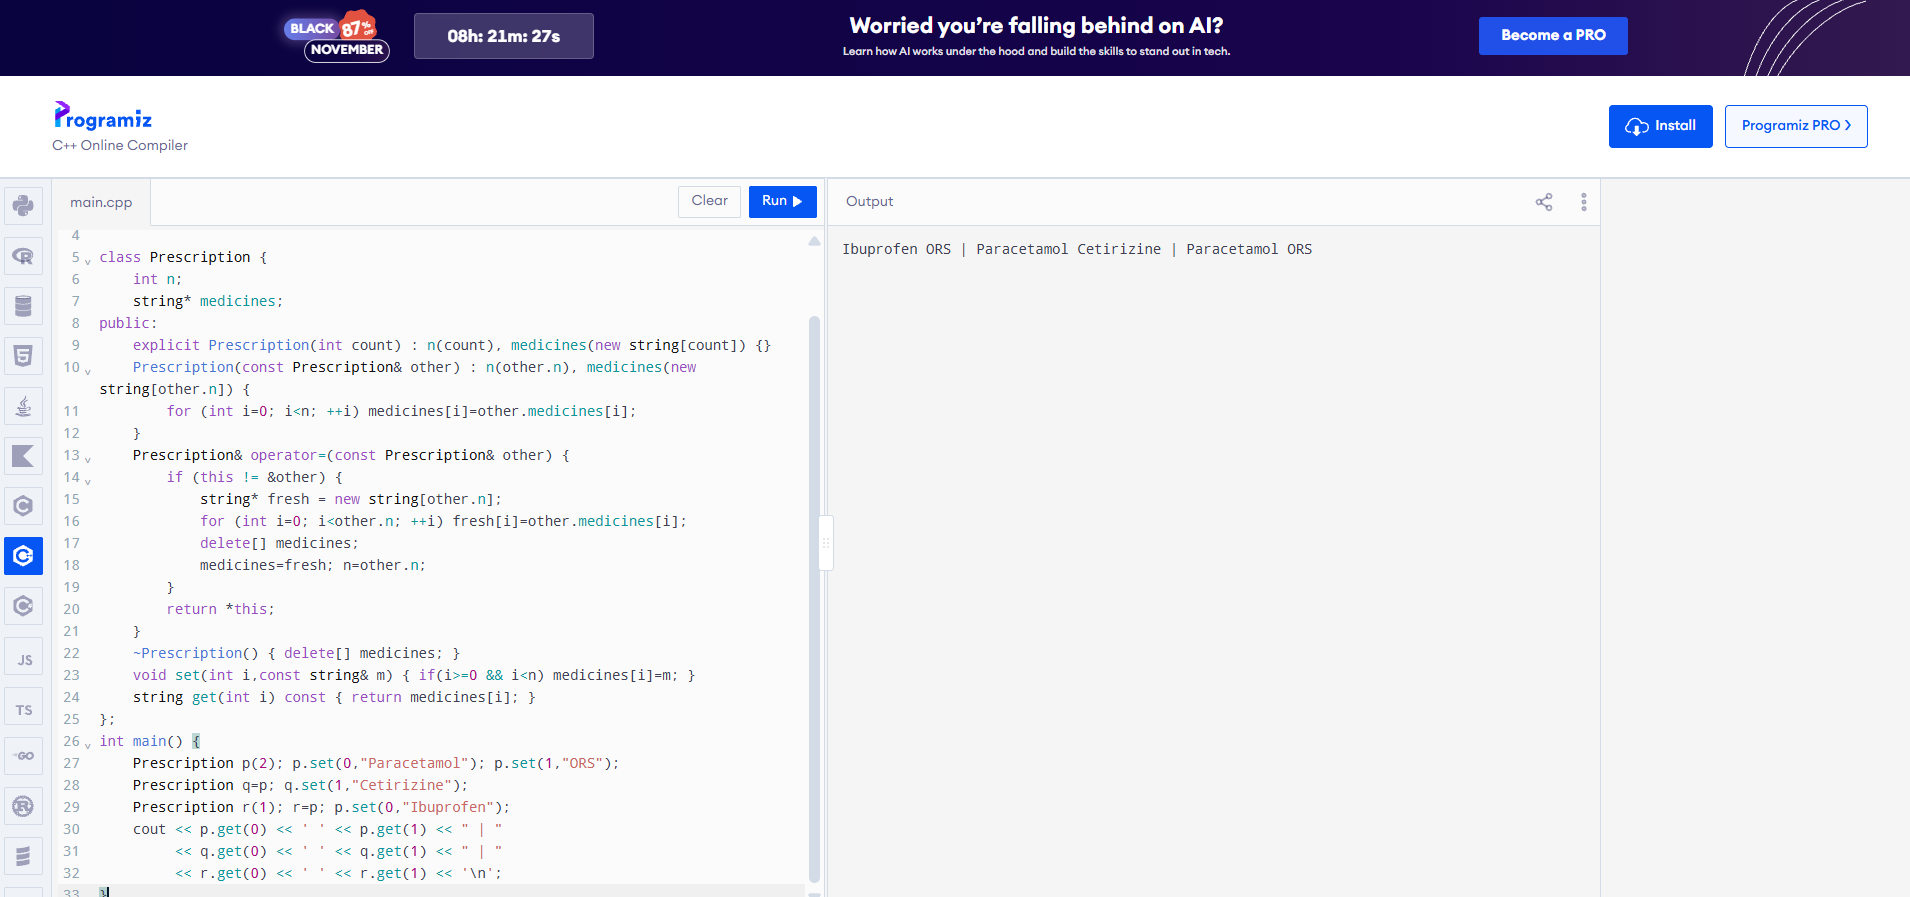 BLACK
87% OFF
NOVEMBER
08h: 21m: 27s
Worried you’re falling behind on AI?
Learn how AI works under the hood and build the skills to stand out in tech.
Become a PRO
Programiz
C++ Online Compiler
Install
Programiz PRO >
main.cpp
Clear
Run
Output
4
5 class Prescription {
6     int n;
7     string* medicines;
8 public:
9     explicit Prescription(int count) : n(count), medicines(new string[count]) {}
10     Prescription(const Prescription& other) : n(other.n), medicines(new
string[other.n]) {
11         for (int i=0; i<n; ++i) medicines[i]=other.medicines[i];
12     }
13     Prescription& operator=(const Prescription& other) {
14         if (this != &other) {
15             string* fresh = new string[other.n];
16             for (int i=0; i<other.n; ++i) fresh[i]=other.medicines[i];
17             delete[] medicines;
18             medicines=fresh; n=other.n;
19         }
20         return *this;
21     }
22     ~Prescription() { delete[] medicines; }
23     void set(int i,const string& m) { if(i>=0 && i<n) medicines[i]=m; }
24     string get(int i) const { return medicines[i]; }
25 };
26 int main() {
27     Prescription p(2); p.set(0,"Paracetamol"); p.set(1,"ORS");
28     Prescription q=p; q.set(1,"Cetirizine");
29     Prescription r(1); r=p; p.set(0,"Ibuprofen");
30     cout << p.get(0) << ' ' << p.get(1) << " | "
31          << q.get(0) << ' ' << q.get(1) << " | "
32          << r.get(0) << ' ' << r.get(1) << '\n';
33 }
Ibuprofen ORS | Paracetamol Cetirizine | Paracetamol ORS
JS
TS
GO